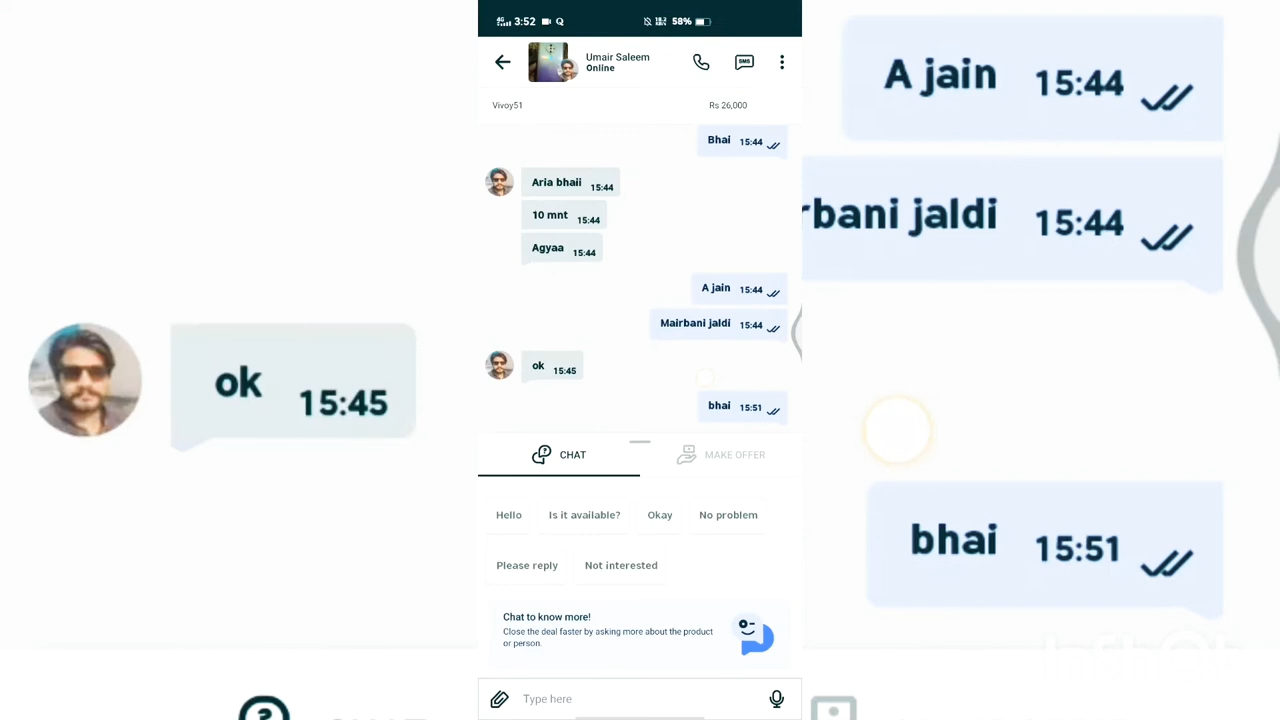 4G 3:52 58%
Umair Saleem
Online
SMS
Vivoy51
Rs 26,000
Bhai 15:44
Aria bhaii 15:44
10 mnt 15:44
Agyaa 15:44
A jain 15:44
Mairbani jaldi 15:44
ok 15:45
bhai 15:51
CHAT
MAKE OFFER
Hello
Is it available?
Okay
No problem
Please reply
Not interested
Chat to know more!
Close the deal faster by asking more about the product
or person.
Type here
ok 15:45
A jain 15:44
rbani jaldi 15:44
bhai 15:51